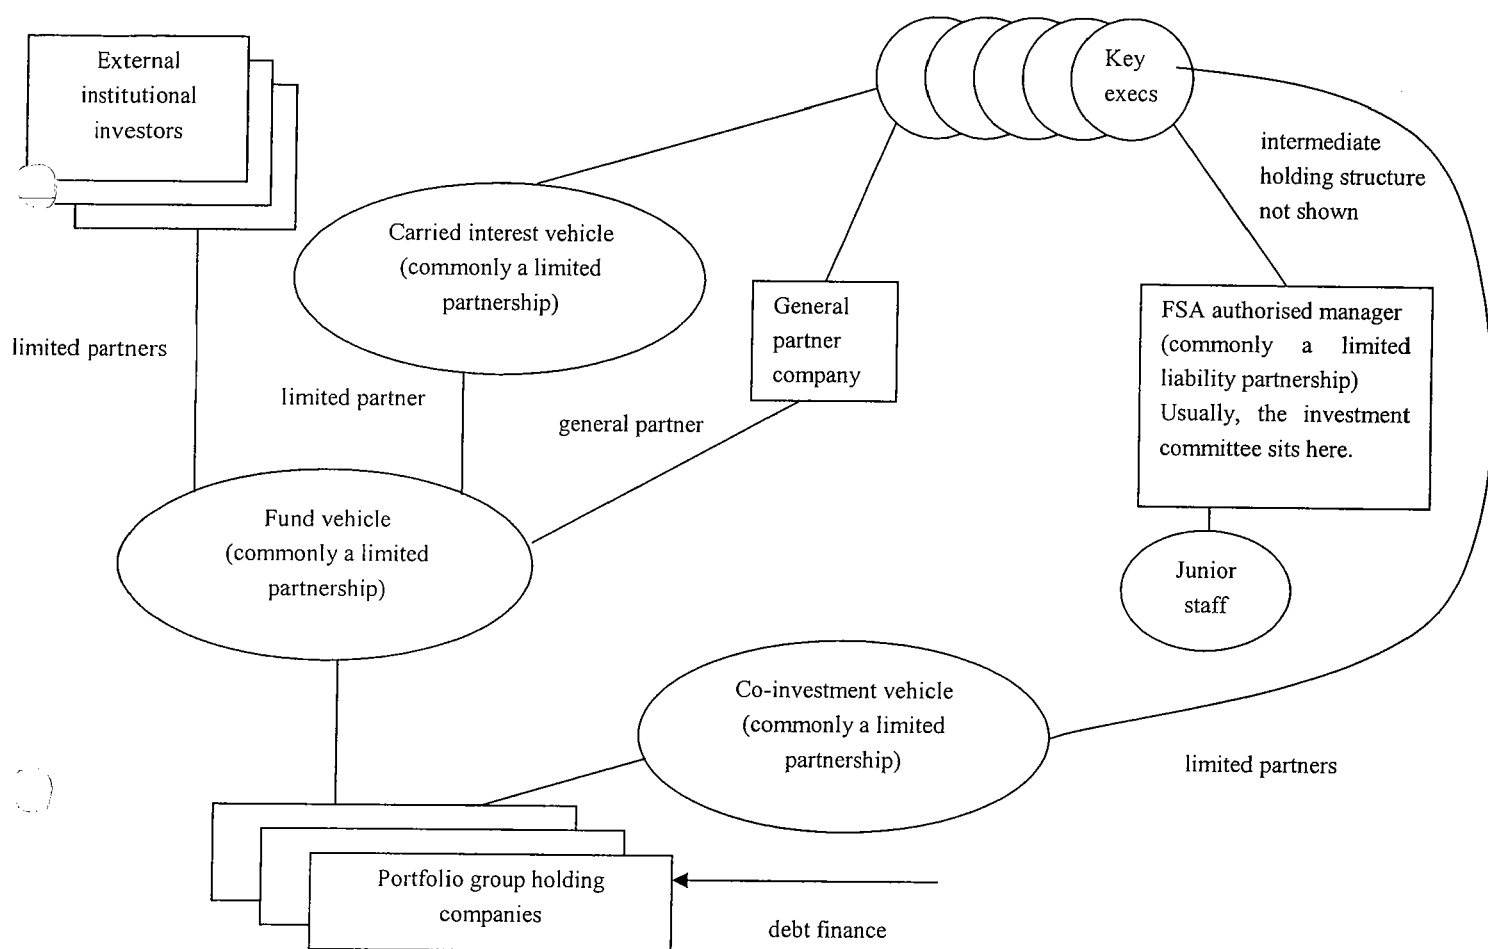 External
institutional
investors
Key
execs
intermediate
holding structure
not shown
Carried interest vehicle
(commonly a limited
partnership)
General
partner
company
FSA authorised manager
(commonly a limited
liability partnership)
Usually, the investment
committee sits here.
limited partners
limited partner
general partner
Fund vehicle
(commonly a limited
partnership)
Junior
staff
Co-investment vehicle
(commonly a limited
partnership)
limited partners
Portfolio group holding
companies
debt finance